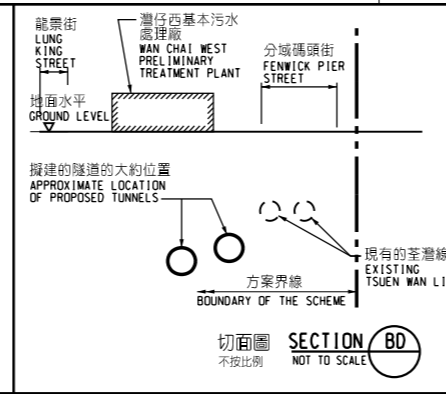 龍景街
LUNG
KING
STREET
灣仔西基本污水
處理廠
WAN CHAI WEST
PRELIMINARY
TREATMENT PLANT
分域碼頭街
FENWICK PIER
STREET
地面水平
GROUND LEVEL
擬建的隧道的大約位置
APPROXIMATE LOCATION
OF PROPOSED TUNNELS
現有的荃灣線
EXISTING
TSUEN WAN LI
方案界線
BOUNDARY OF THE SCHEME
切面圖 SECTION BD
不按比例 NOT TO SCALE